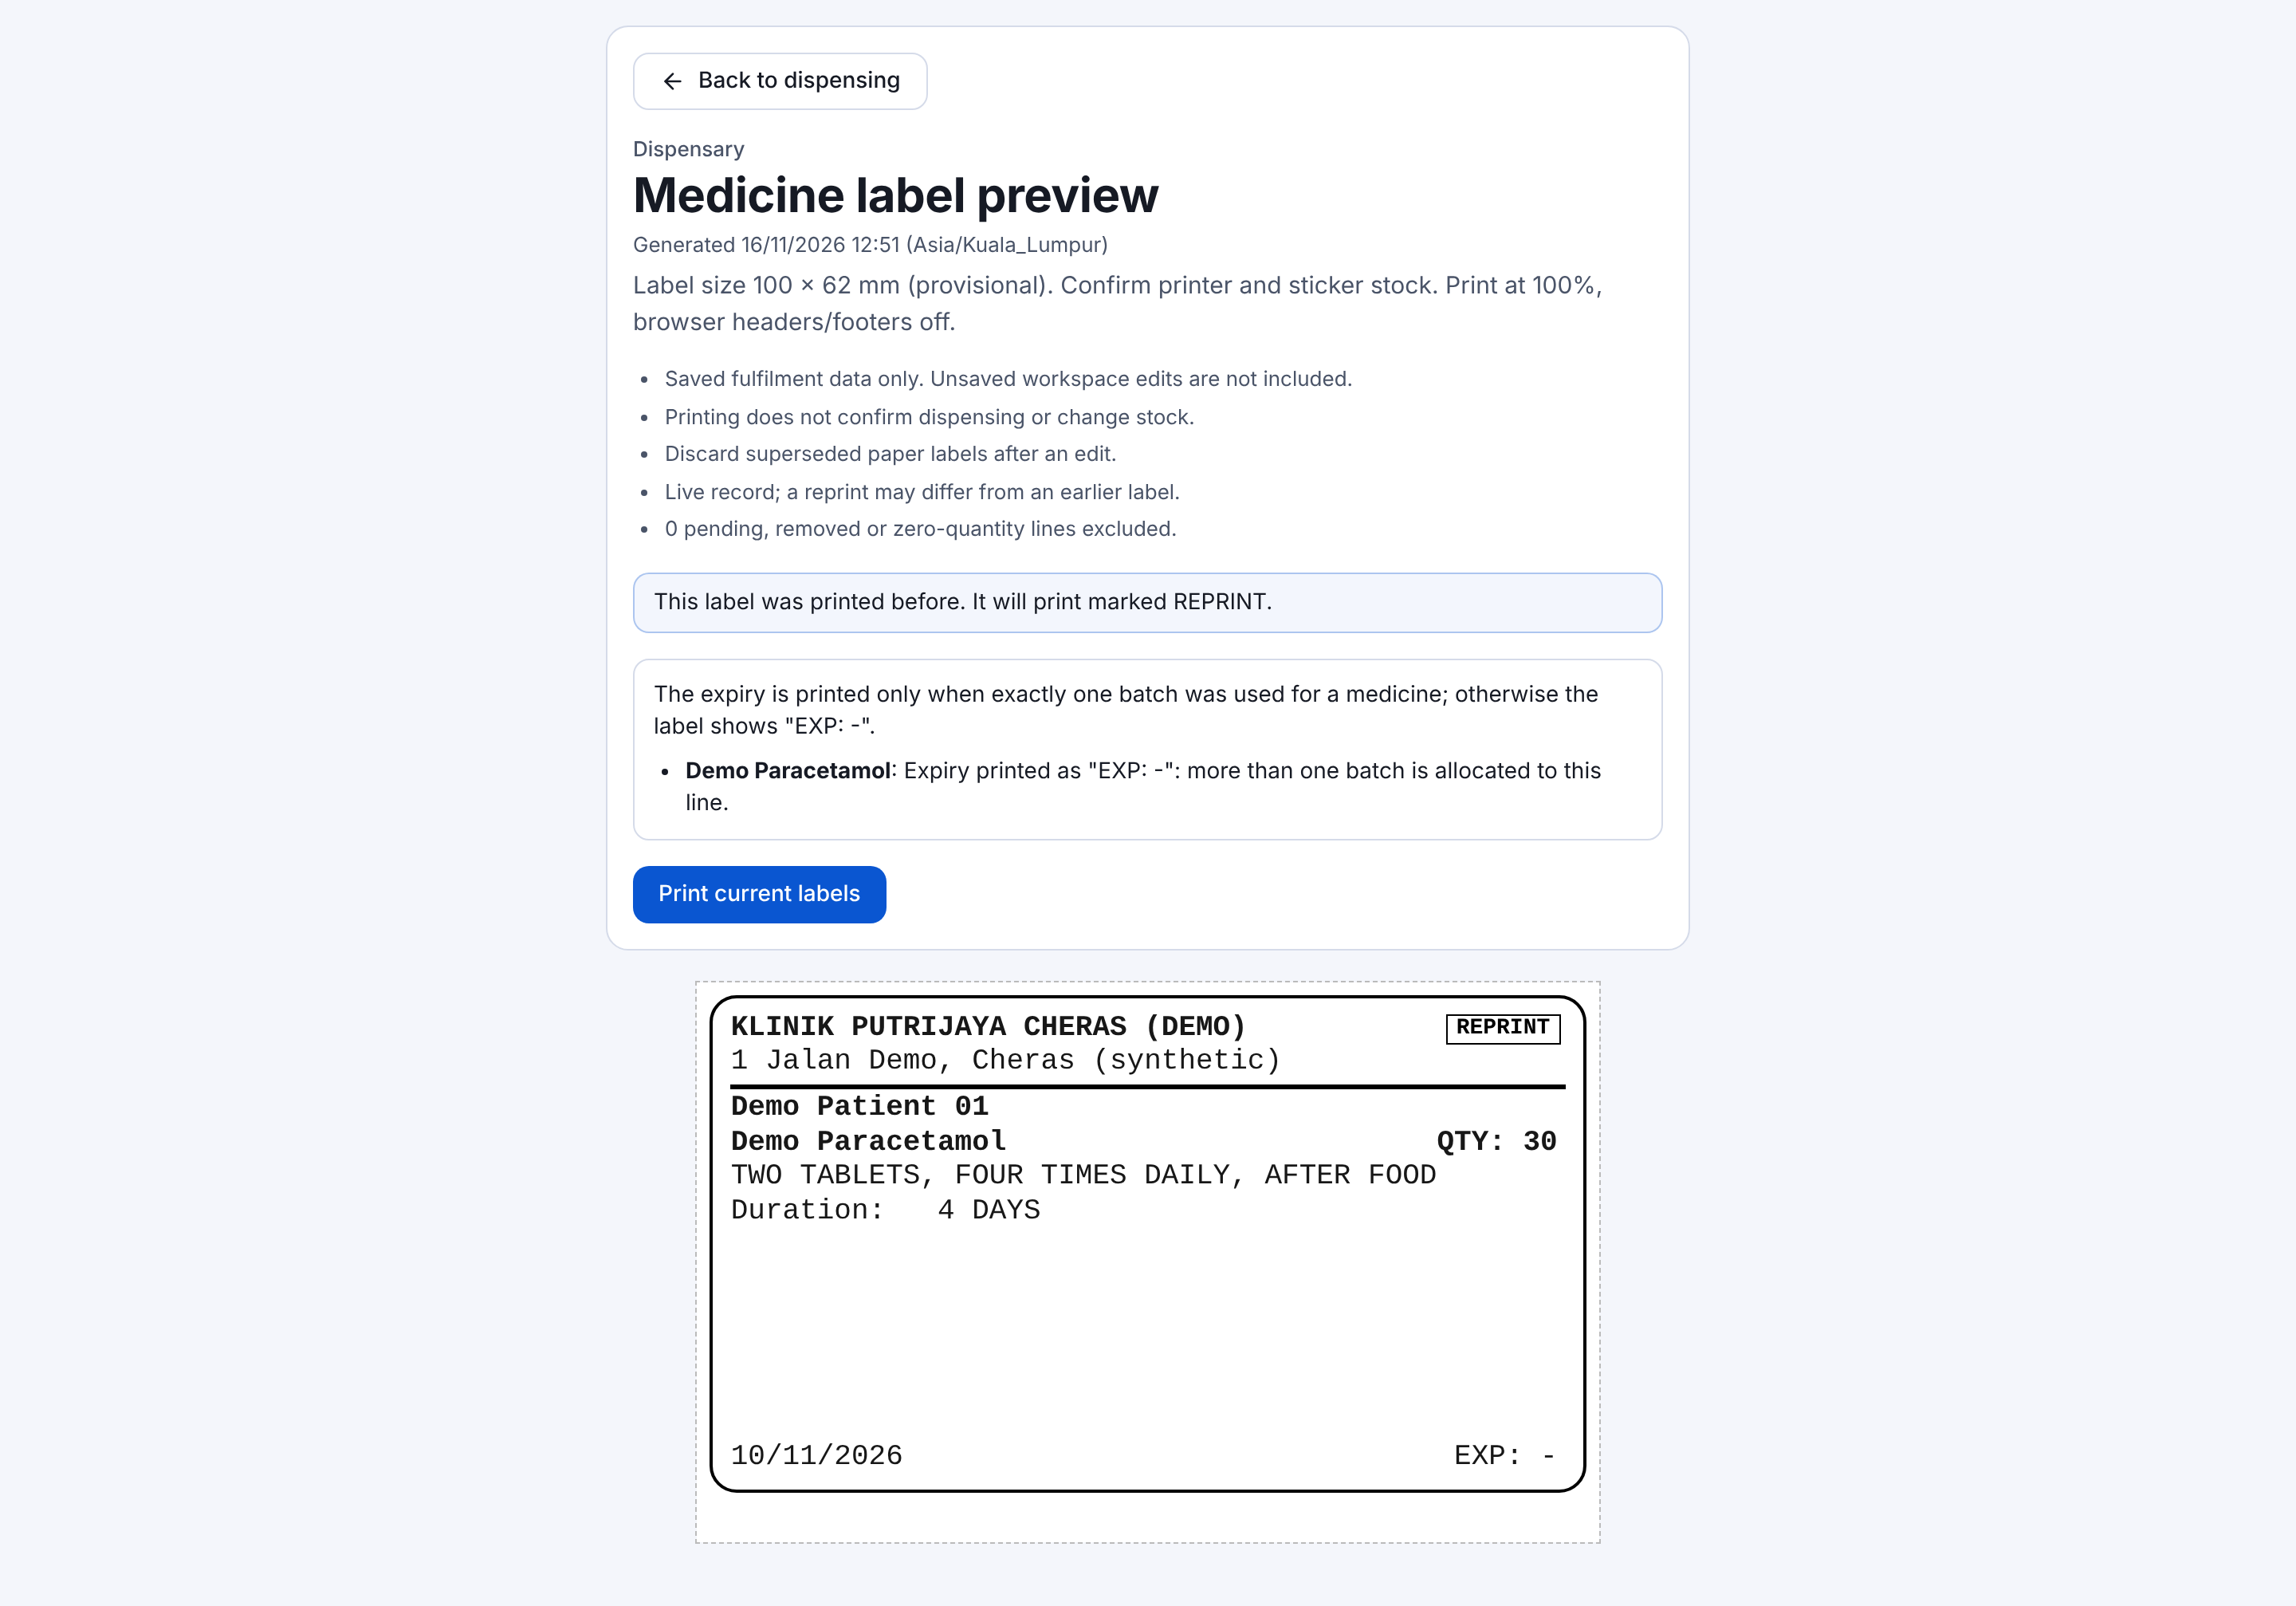 Back to dispensing
Dispensary
Medicine label preview
Generated 16/11/2026 12:51 (Asia/Kuala_Lumpur)
Label size 100 × 62 mm (provisional). Confirm printer and sticker stock. Print at 100%,
browser headers/footers off.
Saved fulfilment data only. Unsaved workspace edits are not included.
Printing does not confirm dispensing or change stock.
Discard superseded paper labels after an edit.
Live record; a reprint may differ from an earlier label.
0 pending, removed or zero-quantity lines excluded.
This label was printed before. It will print marked REPRINT.
The expiry is printed only when exactly one batch was used for a medicine; otherwise the
label shows "EXP: -".
Demo Paracetamol: Expiry printed as "EXP: -": more than one batch is allocated to this
line.
Print current labels
KLINIK PUTRIJAYA CHERAS (DEMO) REPRINT
1 Jalan Demo, Cheras (synthetic)
Demo Patient 01
Demo Paracetamol QTY: 30
TWO TABLETS, FOUR TIMES DAILY, AFTER FOOD
Duration: 4 DAYS
10/11/2026 EXP: -